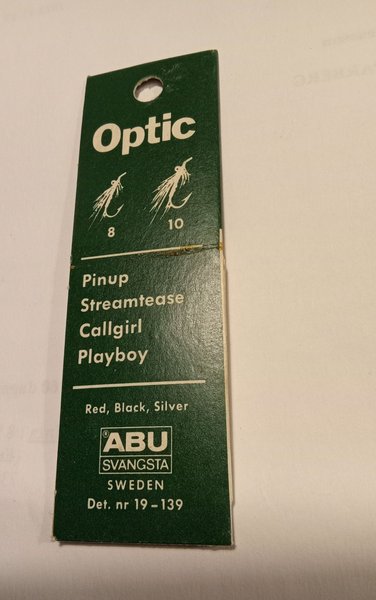 Optic
8 10
Pinup
Streamtease
Callgirl
Playboy
Red, Black, Silver
®ABU
SVANGSTA
SWEDEN
Det. nr 19-139